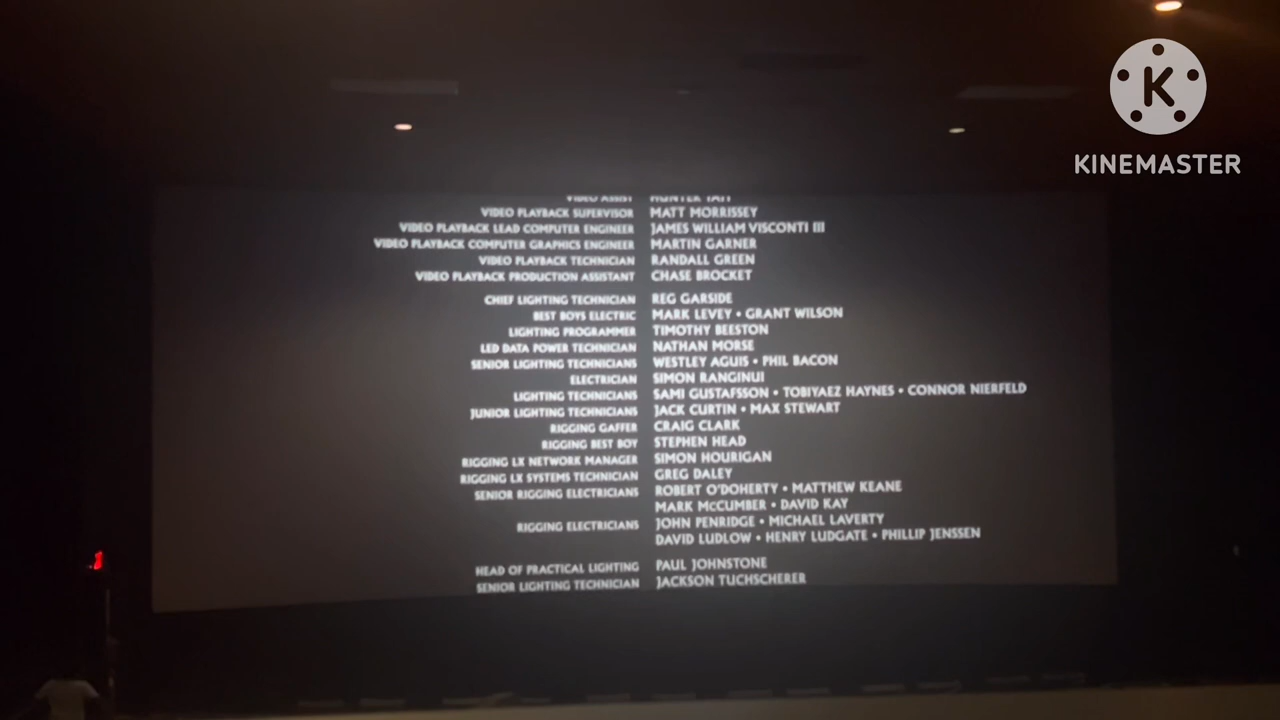 VIDEO ASSIST HUNTER TAIT
VIDEO PLAYBACK SUPERVISOR MATT MORRISSEY
VIDEO PLAYBACK LEAD COMPUTER ENGINEER JAMES WILLIAM VISCONTI III
VIDEO PLAYBACK COMPUTER GRAPHICS ENGINEER MARTIN GARNER
VIDEO PLAYBACK TECHNICIAN RANDALL GREEN
VIDEO PLAYBACK PRODUCTION ASSISTANT CHASE BROCKET
CHIEF LIGHTING TECHNICIAN REG GARSIDE
BEST BOYS ELECTRIC MARK LEVEY • GRANT WILSON
LIGHTING PROGRAMMER TIMOTHY BEESTON
LED DATA POWER TECHNICIAN NATHAN MORSE
SENIOR LIGHTING TECHNICIANS WESTLEY AGUIS • PHIL BACON
ELECTRICIAN SIMON RANGINUI
LIGHTING TECHNICIANS SAMI GUSTAFSSON • TOBIYAEZ HAYNES • CONNOR NIERFELD
JUNIOR LIGHTING TECHNICIANS JACK CURTIN • MAX STEWART
RIGGING GAFFER CRAIG CLARK
RIGGING BEST BOY STEPHEN HEAD
RIGGING LX NETWORK MANAGER SIMON HOURIGAN
RIGGING LX SYSTEMS TECHNICIAN GREG DALEY
SENIOR RIGGING ELECTRICIANS ROBERT O'DOHERTY • MATTHEW KEANE
MARK McCUMBER • DAVID KAY
RIGGING ELECTRICIANS JOHN PENRIDGE • MICHAEL LAVERTY
DAVID LUDLOW • HENRY LUDGATE • PHILLIP JENSSEN
HEAD OF PRACTICAL LIGHTING PAUL JOHNSTONE
SENIOR LIGHTING TECHNICIAN JACKSON TUCHSCHERER
K
KINEMASTER